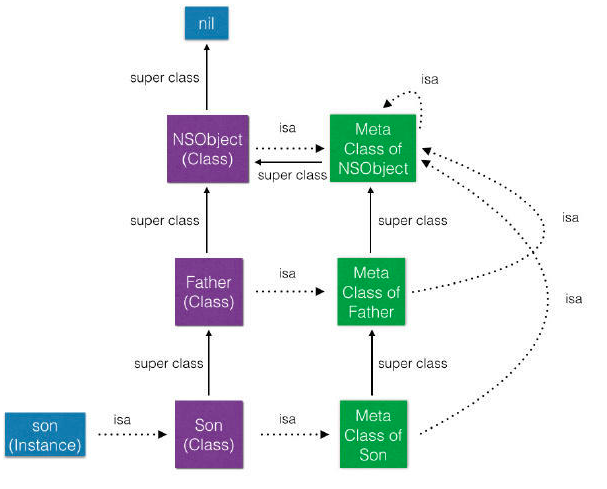 nil
super class
isa
NSObject
(Class)
isa
Meta
Class of
NSObject
super class
super class
super class
isa
Father
(Class)
isa
Meta
Class of
Father
isa
super class
super class
son
(Instance)
isa
Son
(Class)
isa
Meta
Class of
Son